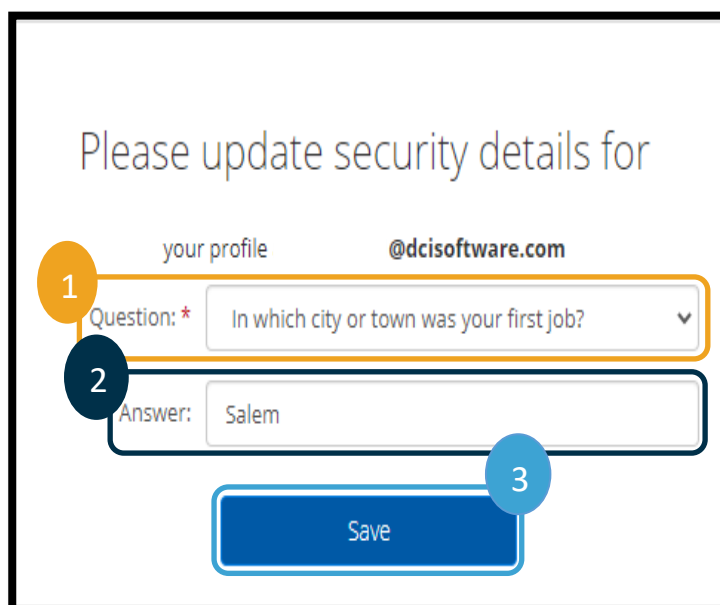 Please update security details for
your profile @dcisoftware.com
1
Question: * In which city or town was your first job?
2
Answer: Salem
3
Save